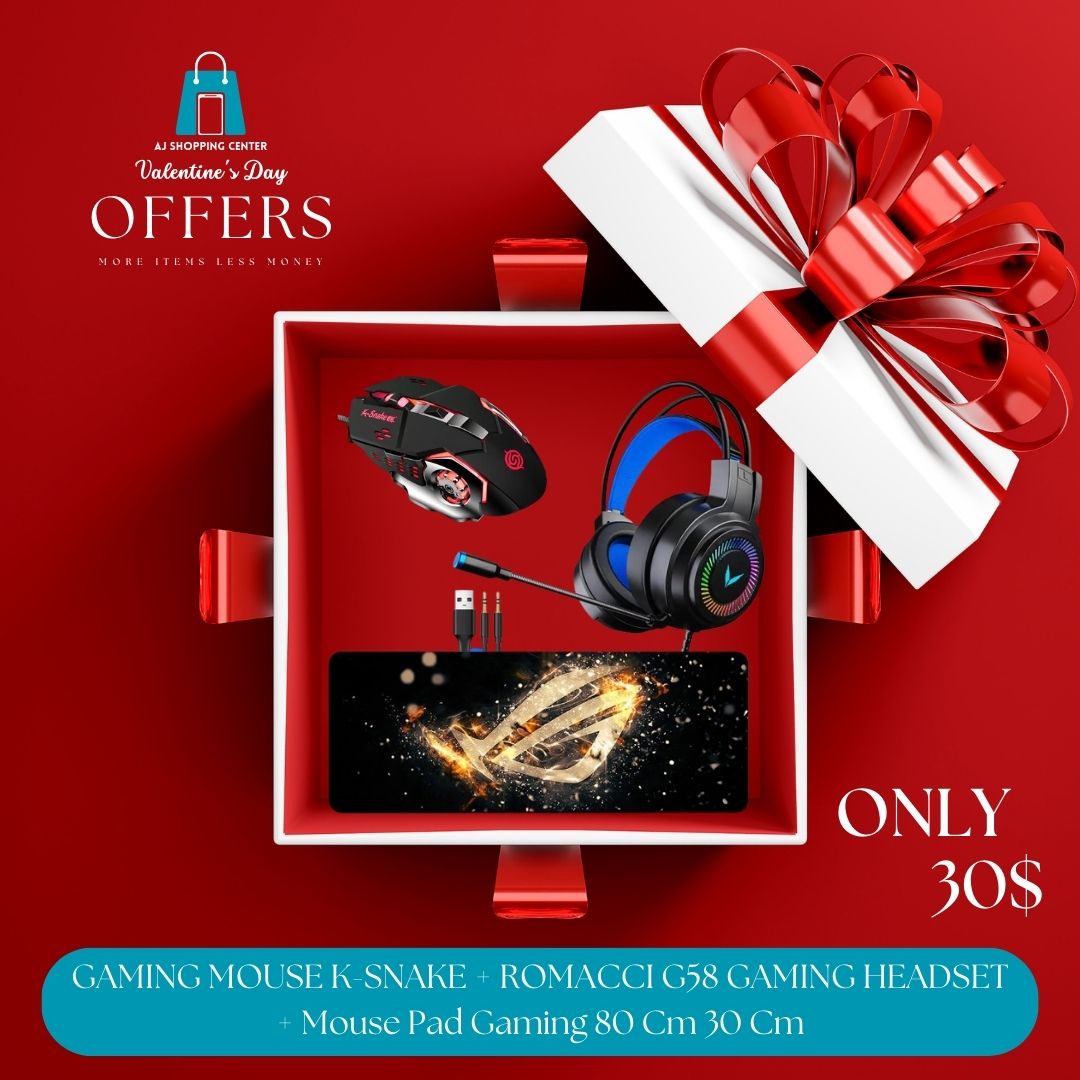 AJ SHOPPING CENTER
Valentine's Day
OFFERS
MORE ITEMS LESS MONEY
K-Snake
ONLY
30$
GAMING MOUSE K-SNAKE + ROMACCI G58 GAMING HEADSET
+ Mouse Pad Gaming 80 Cm 30 Cm